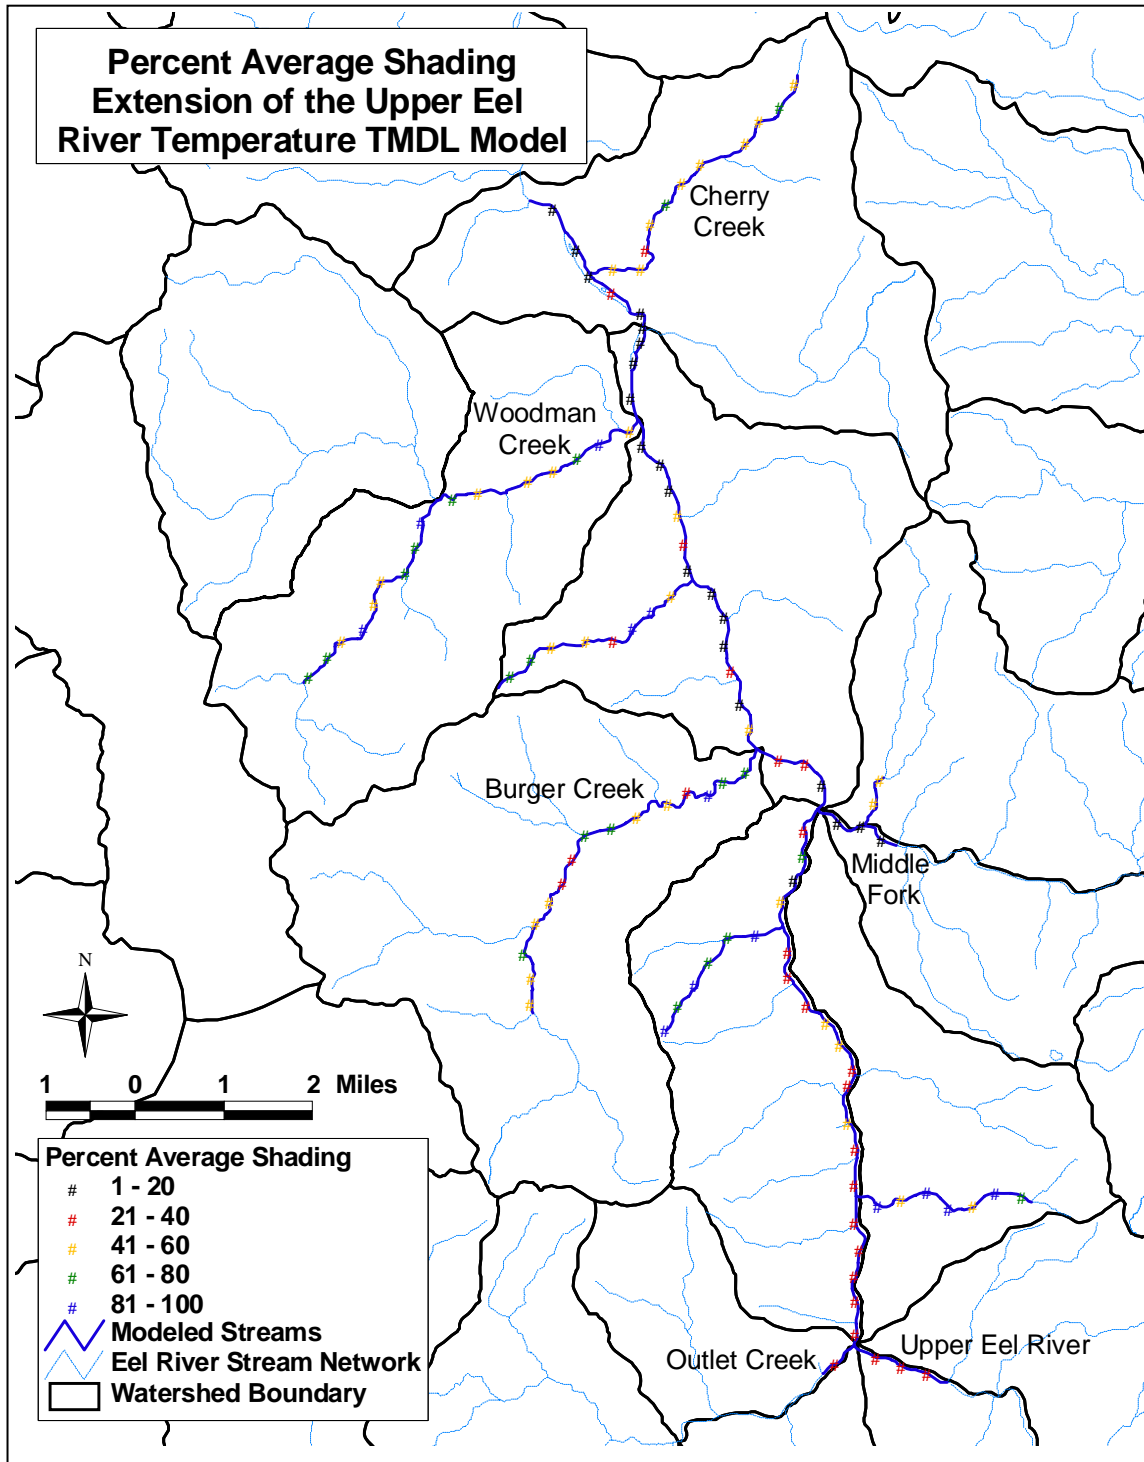 Percent Average Shading
Extension of the Upper Eel
River Temperature TMDL Model
Cherry
Creek
Woodman
Creek
Burger Creek
Middle
Fork
N
1 0 1 2 Miles
Percent Average Shading
# 1 - 20
# 21 - 40
# 41 - 60
# 61 - 80
# 81 - 100
Modeled Streams
Eel River Stream Network
Watershed Boundary
Upper Eel River
Outlet Creek